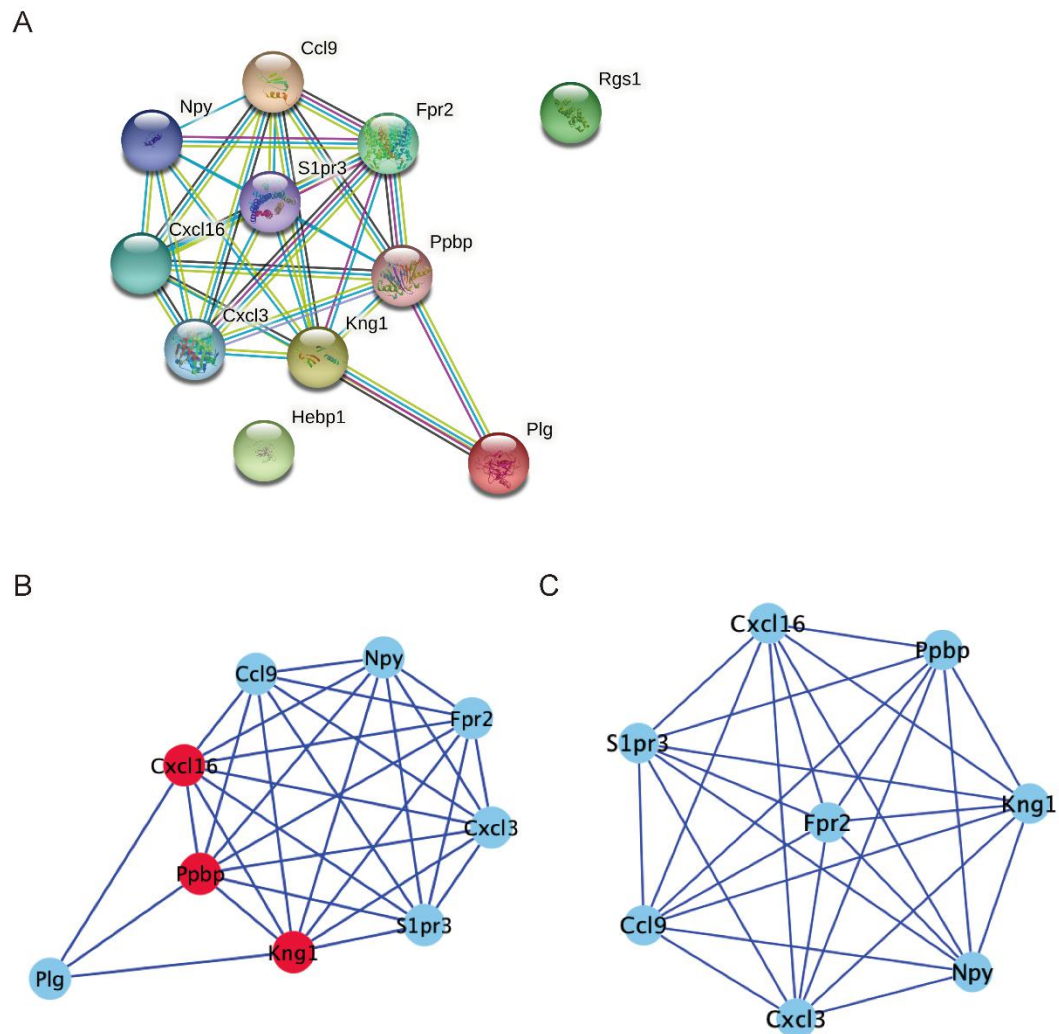 A
Ccl9
Rgs1
Npy
Fpr2
S1pr3
Cxcl16
Ppbp
Cxcl3
Kng1
Hebp1
Plg
B
Npy
Ccl9
Fpr2
Cxcl16
Cxcl3
Ppbp
S1pr3
Kng1
Plg
C
Cxcl16
Ppbp
S1pr3
Kng1
Fpr2
Ccl9
Npy
Cxcl3